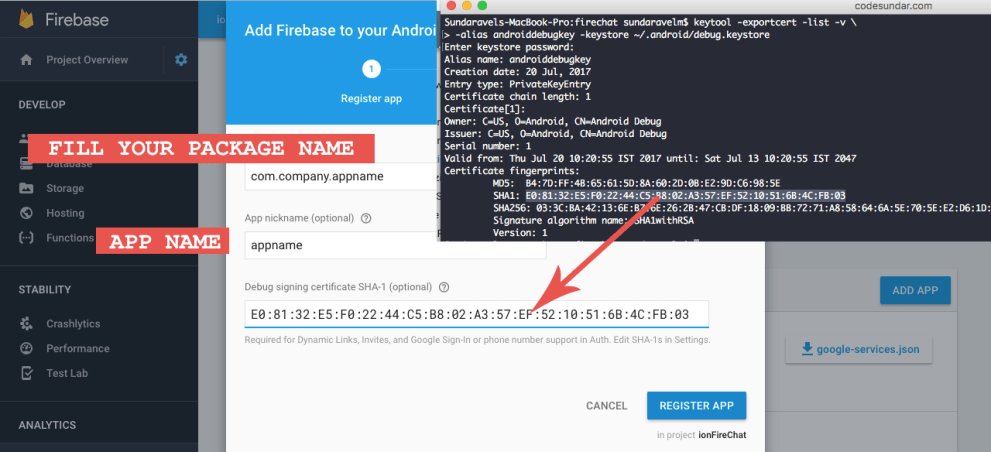 Firebase
Project Overview
DEVELOP
Database
Storage
Hosting
Functions
STABILITY
Crashlytics
Performance
Test Lab
ANALYTICS
FILL YOUR PACKAGE NAME
APP NAME
Add Firebase to your Androi
1
Register app
com.company.appname
App nickname (optional) ?
appname
Debug signing certificate SHA-1 (optional) ?
E0:81:32:E5:F0:22:44:C5:B8:02:A3:57:EF:52:10:51:6B:4C:FB:03
Required for Dynamic Links, Invites, and Google Sign-In or phone number support in Auth. Edit SHA-1s in Settings.
CANCEL
REGISTER APP
in project ionFireChat
codesundar.com
Sundaravels-MacBook-Pro:firechat sundaravelm$ keytool -exportcert -list -v \
> -alias androiddebugkey -keystore ~/.android/debug.keystore
Enter keystore password:
Alias name: androiddebugkey
Creation date: 20 Jul, 2017
Entry type: PrivateKeyEntry
Certificate chain length: 1
Certificate[1]:
Owner: C=US, O=Android, CN=Android Debug
Issuer: C=US, O=Android, CN=Android Debug
Serial number: 1
Valid from: Thu Jul 20 10:20:55 IST 2017 until: Sat Jul 13 10:20:55 IST 2047
Certificate fingerprints:
MD5: B4:7D:FF:4B:65:61:5D:8A:60:2D:0B:E2:9D:C6:98:5E
SHA1: E0:81:32:E5:F0:22:44:C5:B8:02:A3:57:EF:52:10:51:6B:4C:FB:03
SHA256: 03:3C:BA:42:13:6E:B7:6E:26:2B:47:CB:DF:18:09:BB:72:71:A8:58:64:6A:5E:70:5E:E2:D6:1D:
Signature algorithm name: SHA1withRSA
Version: 1
ADD APP
google-services.json